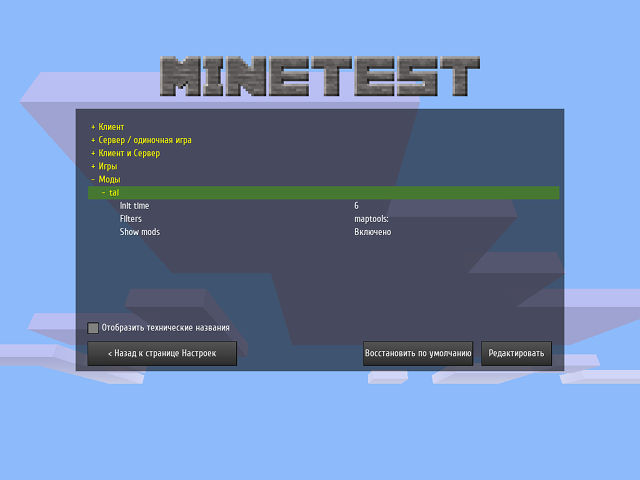 MINETEST
+ Клиент
+ Сервер / одиночная игра
+ Клиент и Сервер
+ Игры
- Моды
- tal
Init time 6
Filters maptools:
Show mods Включено
Отобразить технические названия
< Назад к странице Настроек Восстановить по умолчанию Редактировать